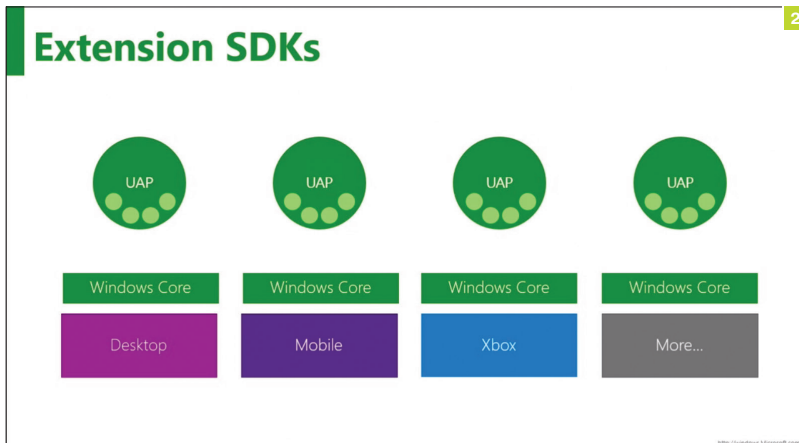 2
Extension SDKs
UAP UAP UAP UAP
Windows Core Windows Core Windows Core Windows Core
Desktop Mobile Xbox More...